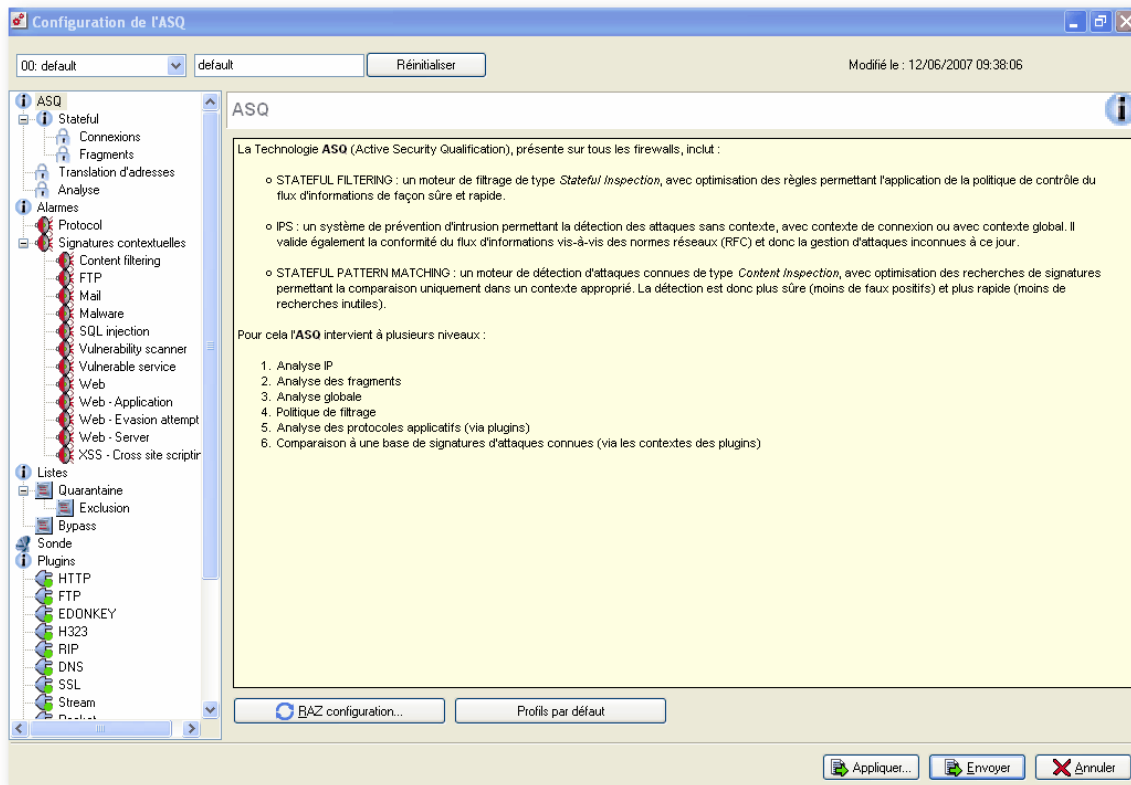 Configuration de l'ASQ
00: default
default
Réinitialiser
Modifié le : 12/06/2007 09:38:06
ASQ
Stateful
Connexions
Fragments
Translation d'adresses
Analyse
Alarmes
Protocol
Signatures contextuelles
Content filtering
FTP
Mail
Malware
SQL injection
Vulnerability scanner
Vulnerable service
Web
Web - Application
Web - Evasion attempt
Web - Server
XSS - Cross site scriptin
Listes
Quarantaine
Exclusion
Bypass
Sonde
Plugins
HTTP
FTP
EDONKEY
H323
RIP
DNS
SSL
Stream
ASQ
La Technologie ASQ (Active Security Qualification), présente sur tous les firewalls, inclut :
STATEFUL FILTERING : un moteur de filtrage de type Stateful Inspection, avec optimisation des règles permettant l'application de la politique de contrôle du
flux d'informations de façon sûre et rapide.
IPS : un système de prévention d'intrusion permettant la détection des attaques sans contexte, avec contexte de connexion ou avec contexte global. Il
valide également la conformité du flux d'informations vis-à-vis des normes réseaux (RFC) et donc la gestion d'attaques inconnues à ce jour.
STATEFUL PATTERN MATCHING : un moteur de détection d'attaques connues de type Content Inspection, avec optimisation des recherches de signatures
permettant la comparaison uniquement dans un contexte approprié. La détection est donc plus sûre (moins de faux positifs) et plus rapide (moins de
recherches inutiles).
Pour cela l'ASQ intervient à plusieurs niveaux :
1. Analyse IP
2. Analyse des fragments
3. Analyse globale
4. Politique de filtrage
5. Analyse des protocoles applicatifs (via plugins)
6. Comparaison à une base de signatures d'attaques connues (via les contextes des plugins)
RAZ configuration...
Profils par défaut
Appliquer...
Envoyer
Annuler